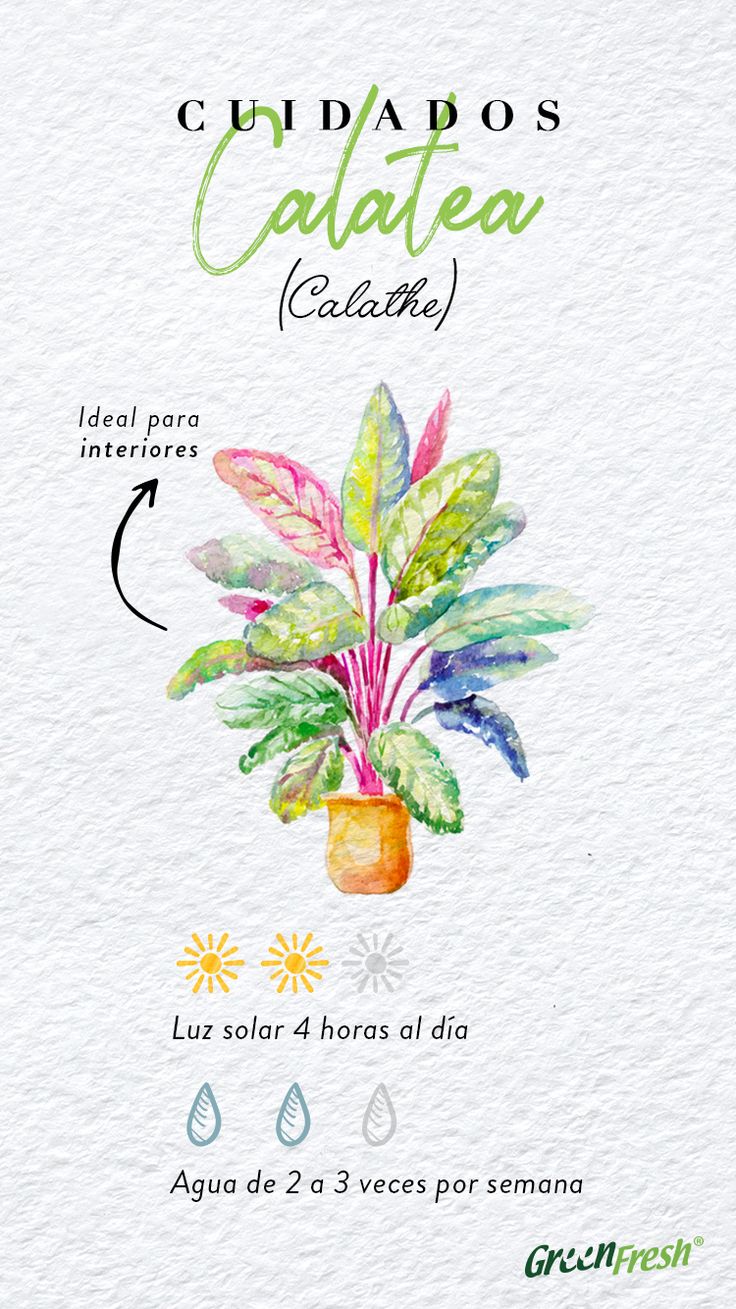 CUIDADOS
Calatea
(Calathe)
Ideal para
interiores
Luz solar 4 horas al día
Agua de 2 a 3 veces por semana
GreenFresh®